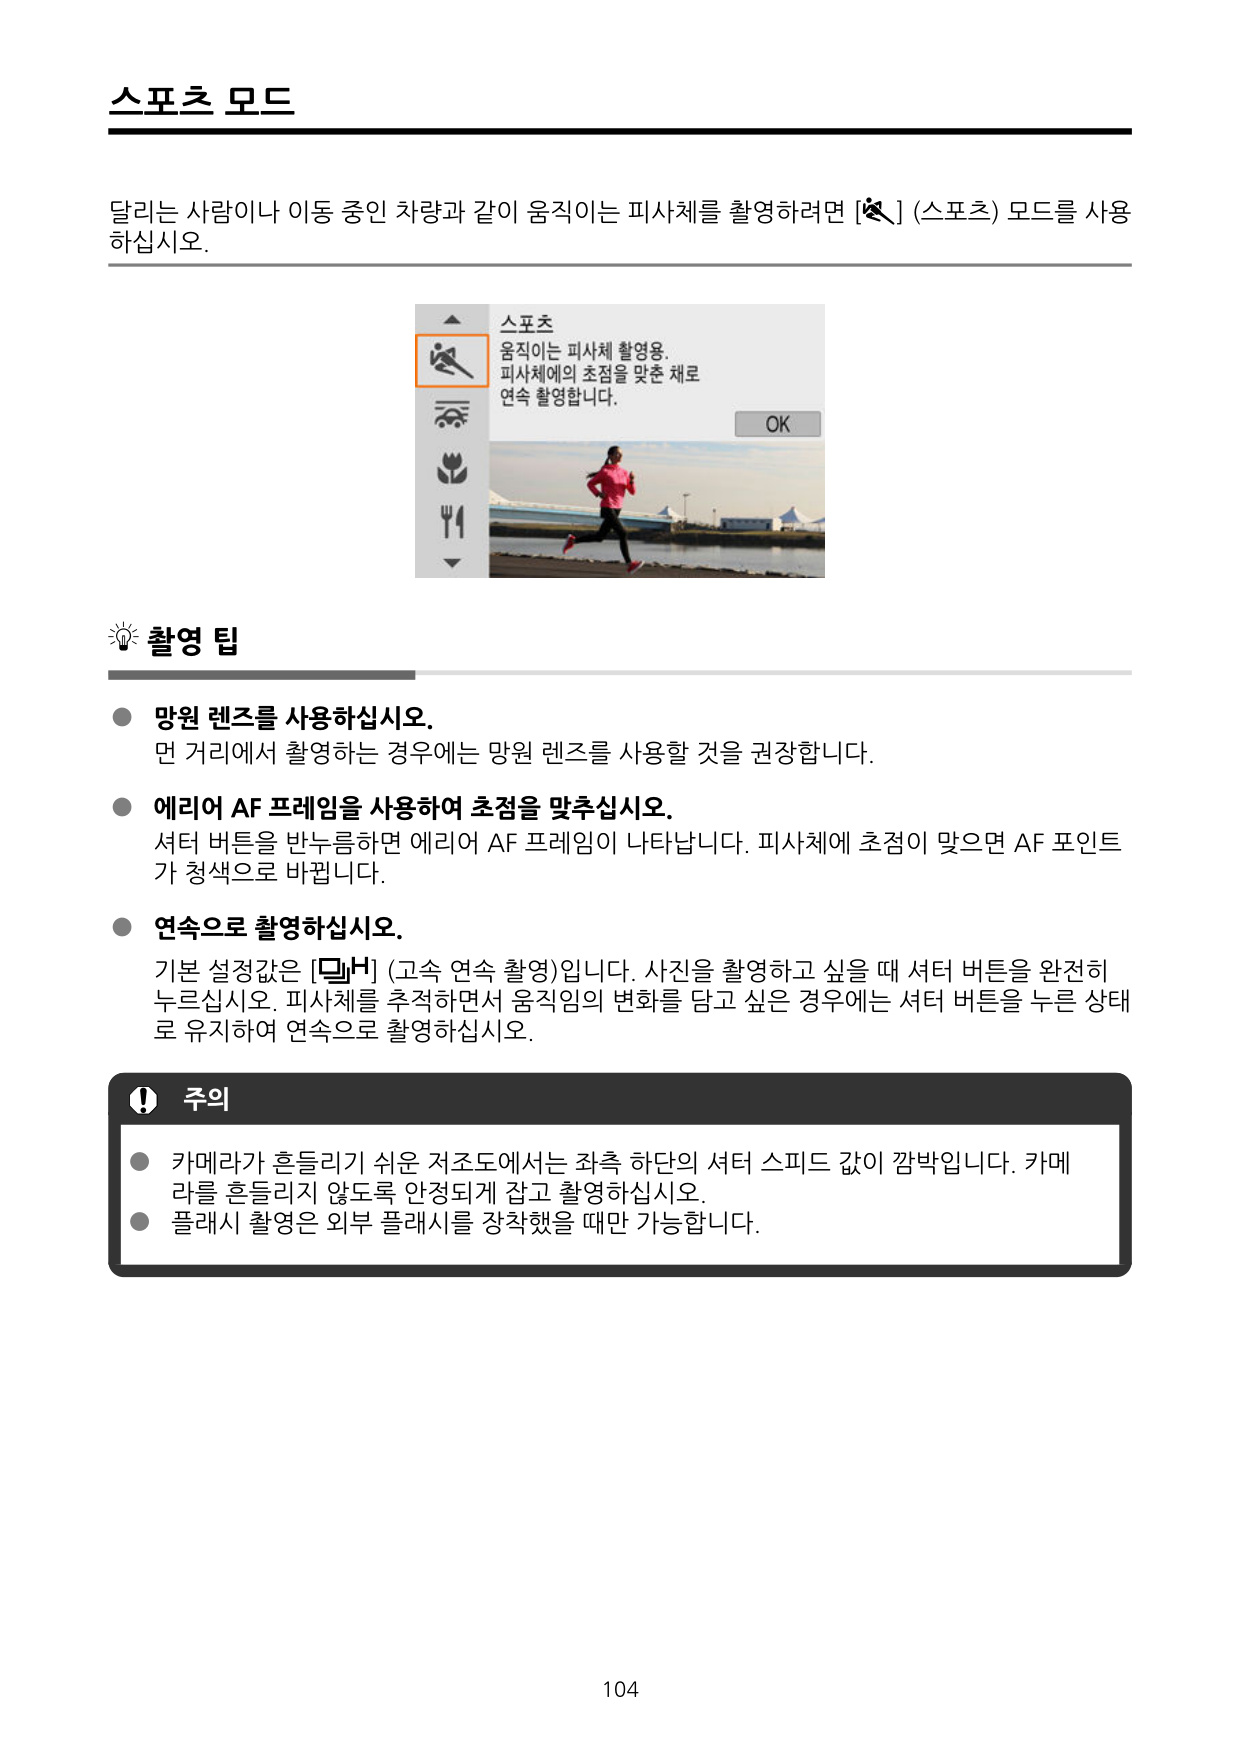 스포츠 모드
달리는 사람이나 이동 중인 차량과 같이 움직이는 피사체를 촬영하려면 [] (스포츠) 모드를 사용
하십시오.
스포츠
움직이는 피사체 촬영용.
피사체에의 초점을 맞춘 채로
연속 촬영합니다.
OK
촬영 팁
● 망원 렌즈를 사용하십시오.
먼 거리에서 촬영하는 경우에는 망원 렌즈를 사용할 것을 권장합니다.
● 에리어 AF 프레임을 사용하여 초점을 맞추십시오.
셔터 버튼을 반누름하면 에리어 AF 프레임이 나타납니다. 피사체에 초점이 맞으면 AF 포인트
가 청색으로 바뀝니다.
● 연속으로 촬영하십시오.
기본 설정값은 [H] (고속 연속 촬영)입니다. 사진을 촬영하고 싶을 때 셔터 버튼을 완전히
누르십시오. 피사체를 추적하면서 움직임의 변화를 담고 싶은 경우에는 셔터 버튼을 누른 상태
로 유지하여 연속으로 촬영하십시오.
주의
● 카메라가 흔들리기 쉬운 저조도에서는 좌측 하단의 셔터 스피드 값이 깜박입니다. 카메
라를 흔들리지 않도록 안정되게 잡고 촬영하십시오.
● 플래시 촬영은 외부 플래시를 장착했을 때만 가능합니다.
104